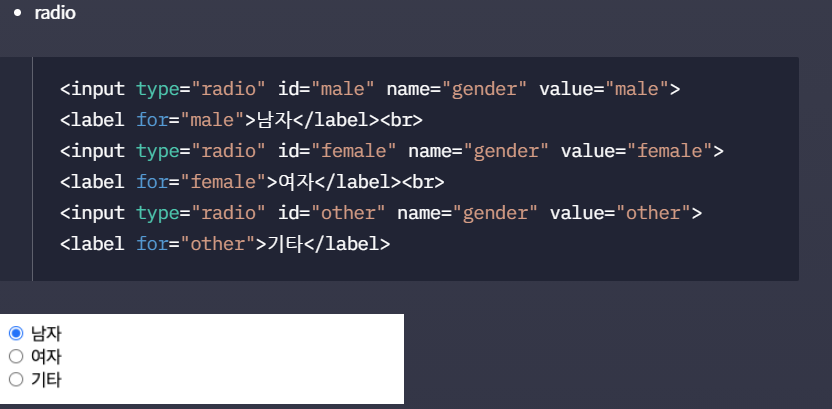 radio
<input type="radio" id="male" name="gender" value="male">
<label for="male">남자</label><br>
<input type="radio" id="female" name="gender" value="female">
<label for="female">여자</label><br>
<input type="radio" id="other" name="gender" value="other">
<label for="other">기타</label>
남자
여자
기타